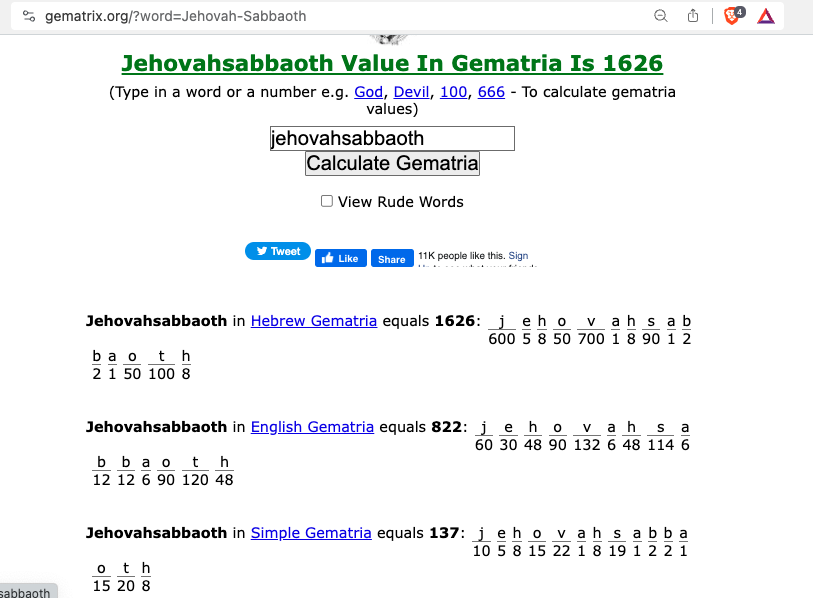 gematrix.org/?word=Jehovah-Sabbaoth
4
Jehovahsabbaoth Value In Gematria Is 1626
(Type in a word or a number e.g. God, Devil, 100, 666 - To calculate gematria
values)
jehovahsabbaoth
Calculate Gematria
View Rude Words
Tweet Like Share 11K people like this. Sign
Jehovahsabbaoth in Hebrew Gematria equals 1626: j e h o v a h s a b
600 5 8 50 700 1 8 90 1 2
b a o t h
2 1 50 100 8
Jehovahsabbaoth in English Gematria equals 822: j e h o v a h s a
60 30 48 90 132 6 48 114 6
b b a o t h
12 12 6 90 120 48
Jehovahsabbaoth in Simple Gematria equals 137: j e h o v a h s a b b a
10 5 8 15 22 1 8 19 1 2 2 1
o t h
15 20 8
sabbaoth